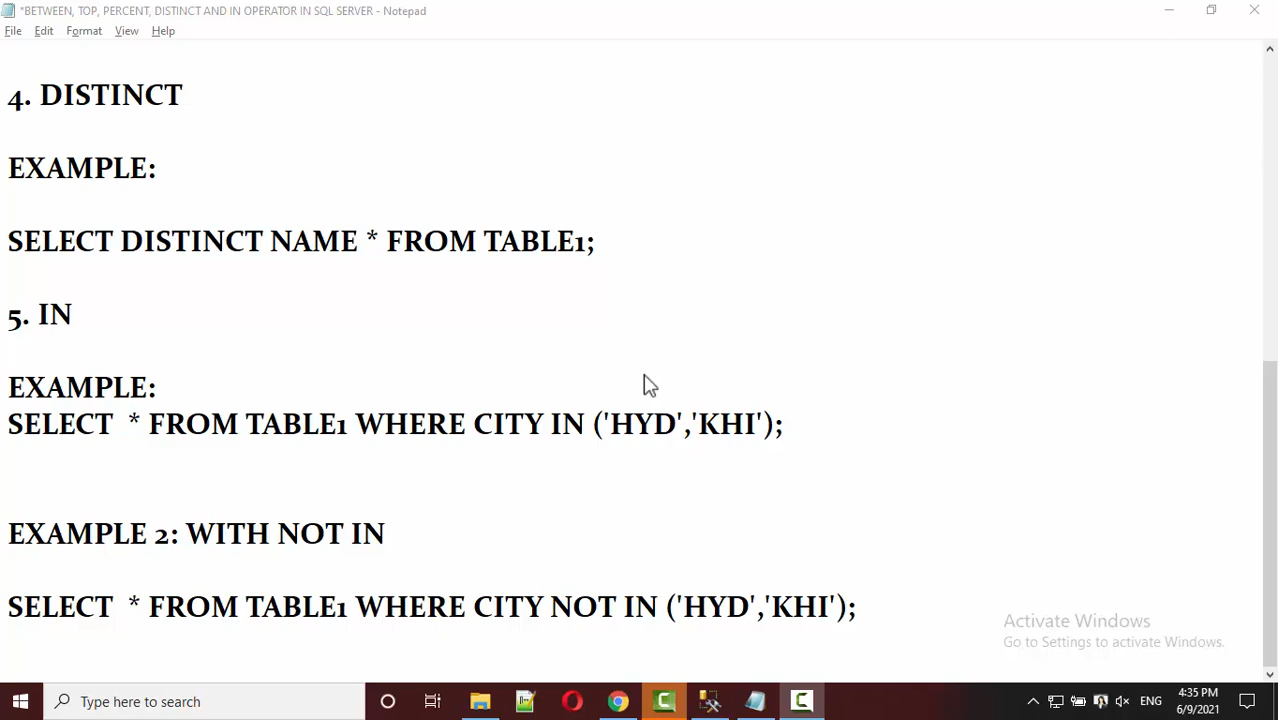 *BETWEEN, TOP, PERCENT, DISTINCT AND IN OPERATOR IN SQL SERVER - Notepad
File Edit Format View Help
4. DISTINCT
EXAMPLE:
SELECT DISTINCT NAME * FROM TABLE1;
5. IN
EXAMPLE:
SELECT  * FROM TABLE1 WHERE CITY IN ('HYD','KHI');
EXAMPLE 2: WITH NOT IN
SELECT  * FROM TABLE1 WHERE CITY NOT IN ('HYD','KHI');
Activate Windows
Go to Settings to activate Windows.
Type here to search
ENG
4:35 PM
6/9/2021